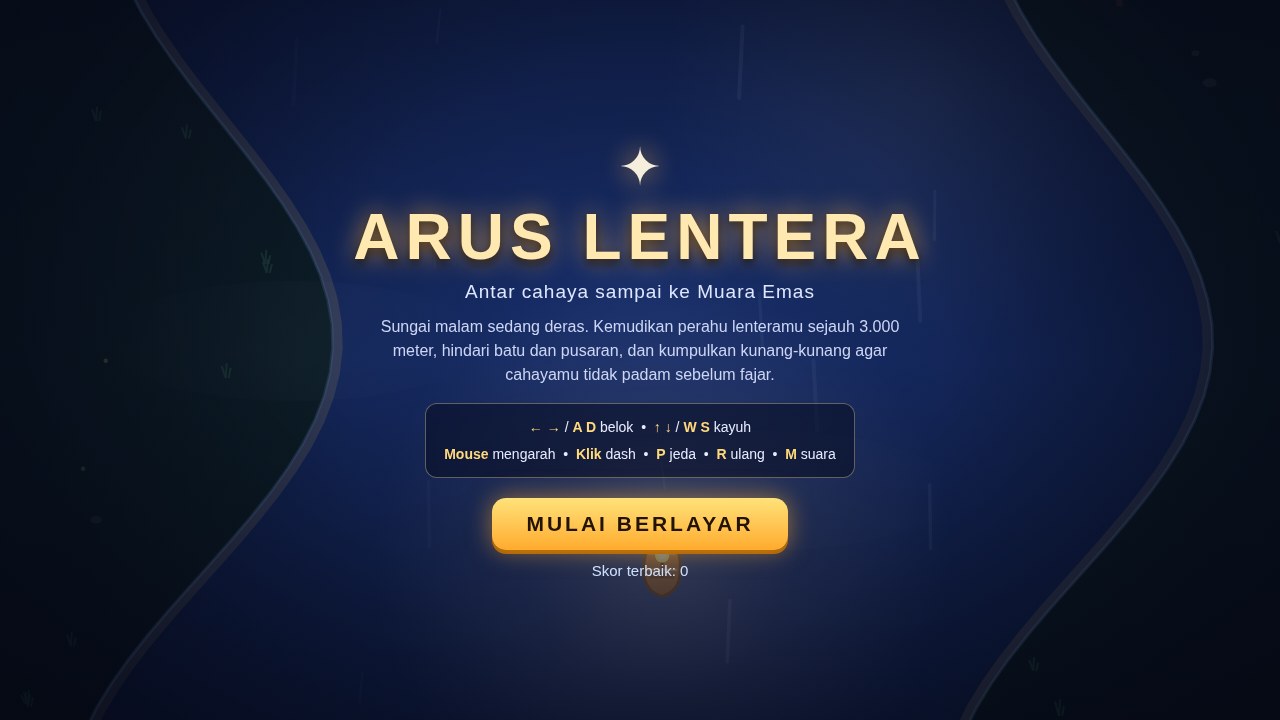 ARUS LENTERA
Antar cahaya sampai ke Muara Emas
Sungai malam sedang deras. Kemudikan perahu lenteramu sejauh 3.000
meter, hindari batu dan pusaran, dan kumpulkan kunang-kunang agar
cahayamu tidak padam sebelum fajar.
← → / A D belok • ↑ ↓ / W S kayuh
Mouse mengarah • Klik dash • P jeda • R ulang • M suara
MULAI BERLAYAR
Skor terbaik: 0